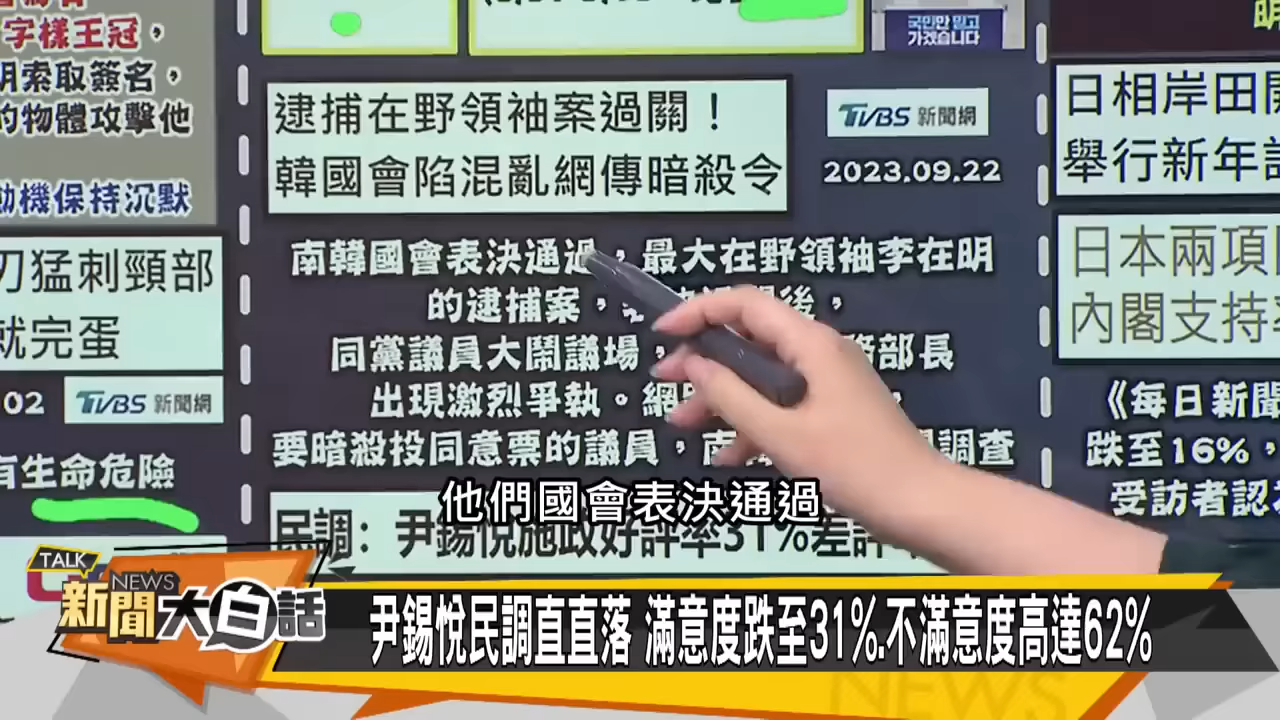 字樣王冠，
明索取簽名，
的物體攻擊他
動機保持沉默
刃猛刺頸部
就完蛋
02 TVBS 新聞網
有生命危險
국민만 믿고
가겠습니다
逮捕在野領袖案過關！
韓國會陷混亂網傳暗殺令
TVBS 新聞網
2023.09.22
南韓國會表決通過，最大在野領袖李在明
的逮捕案，
同黨議員大鬧議場，
部長
出現激烈爭執。網
要暗殺投同意票的議員，南
調查
民調：尹錫悅施政好評率31%差評
日相岸田
舉行新年
日本兩項
內閣支持
《每日新聞
跌至16%，
受訪者認為
他們國會表決通過
TALK
NEWS
新聞大白話
尹錫悅民調直直落 滿意度跌至31%.不滿意度高達62%
NEWS